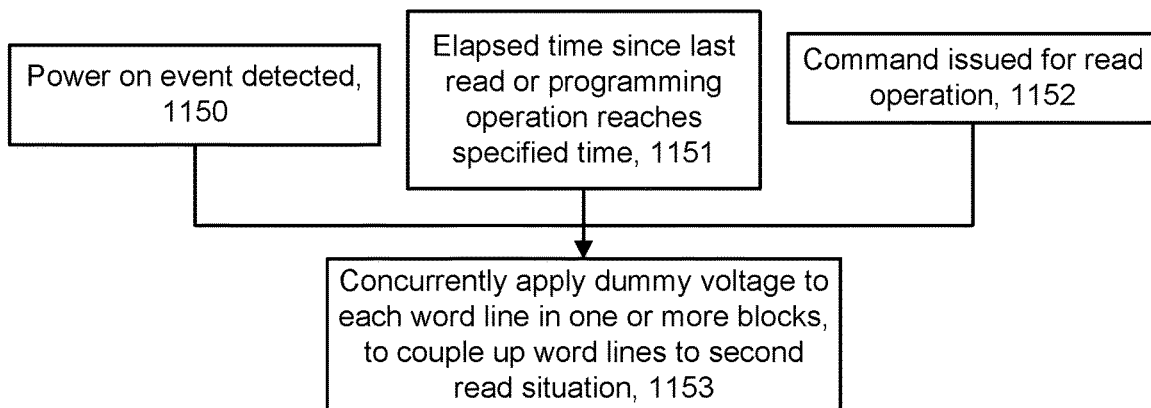 Power on event detected,
1150
Elapsed time since last
read or programming
operation reaches
specified time, 1151
Command issued for read
operation, 1152
Concurrently apply dummy voltage to
each word line in one or more blocks,
to couple up word lines to second
read situation, 1153